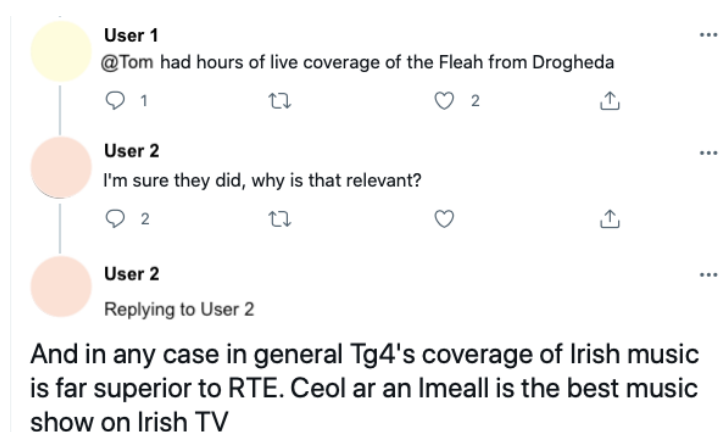 User 1
@Tom had hours of live coverage of the Fleah from Drogheda
1 2
User 2
I'm sure they did, why is that relevant?
2
User 2
Replying to User 2
And in any case in general Tg4's coverage of Irish music
is far superior to RTE. Ceol ar an Imeall is the best music
show on Irish TV